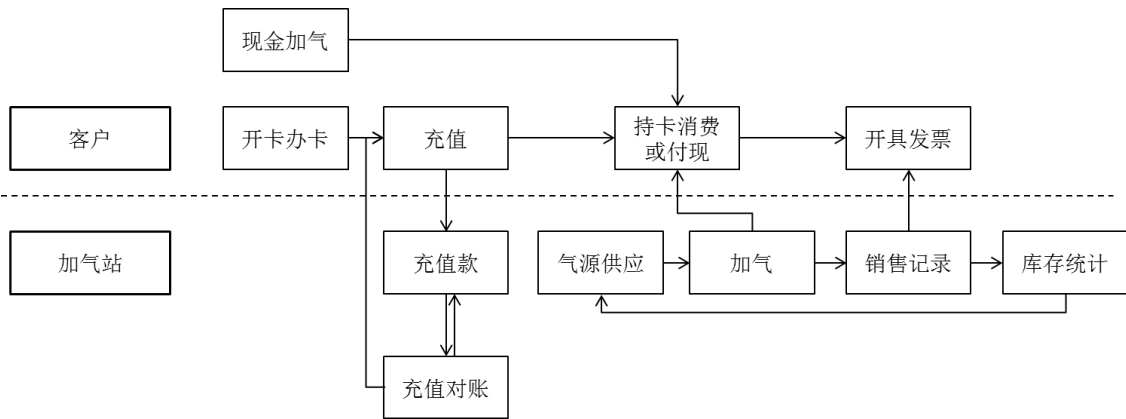 现金加气
客户
开卡办卡
充值
持卡消费
或付现
开具发票
加气站
充值款
气源供应
加气
销售记录
库存统计
充值对账